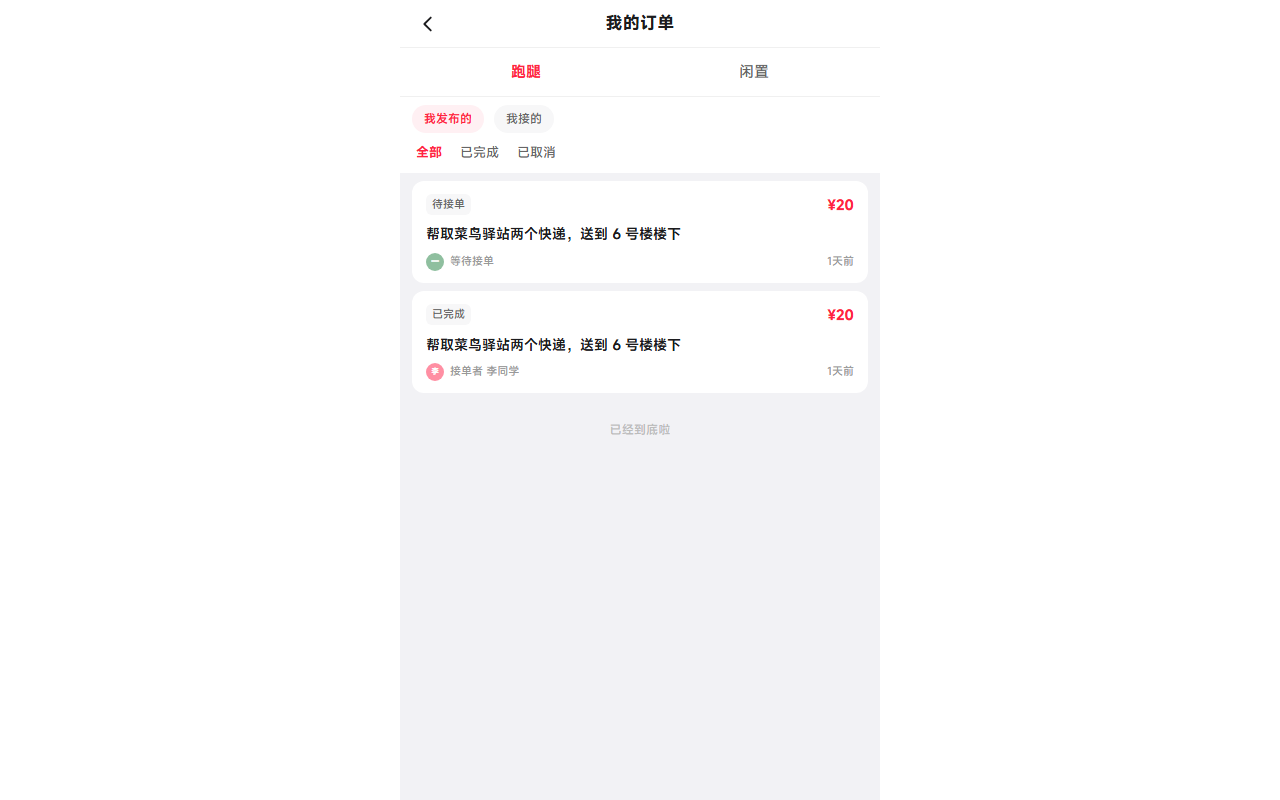 我的订单
跑腿 闲置
我发布的 我接的
全部 已完成 已取消
待接单 ¥20
帮取菜鸟驿站两个快递，送到 6 号楼楼下
一 等待接单 1天前
已完成 ¥20
帮取菜鸟驿站两个快递，送到 6 号楼楼下
李 接单者 李同学 1天前
已经到底啦